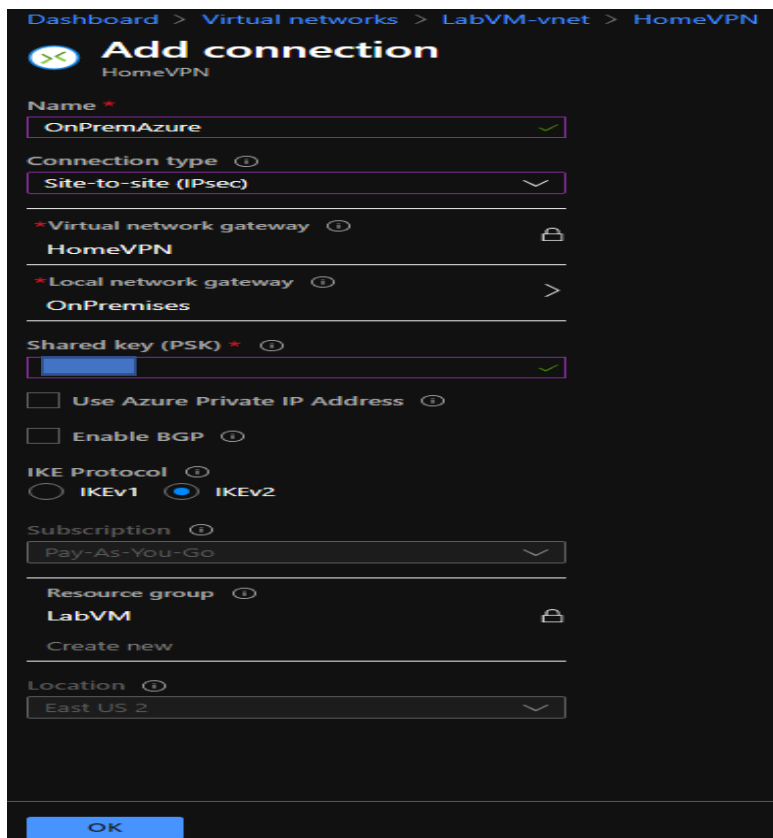 Dashboard > Virtual networks > LabVM-vnet > HomeVPN
Add connection
HomeVPN
Name *
OnPremAzure
Connection type
Site-to-site (IPsec)
*Virtual network gateway
HomeVPN
*Local network gateway
OnPremises
Shared key (PSK) *
Use Azure Private IP Address
Enable BGP
IKE Protocol
IKEv1 IKEv2
Subscription
Pay-As-You-Go
Resource group
LabVM
Create new
Location
East US 2
OK